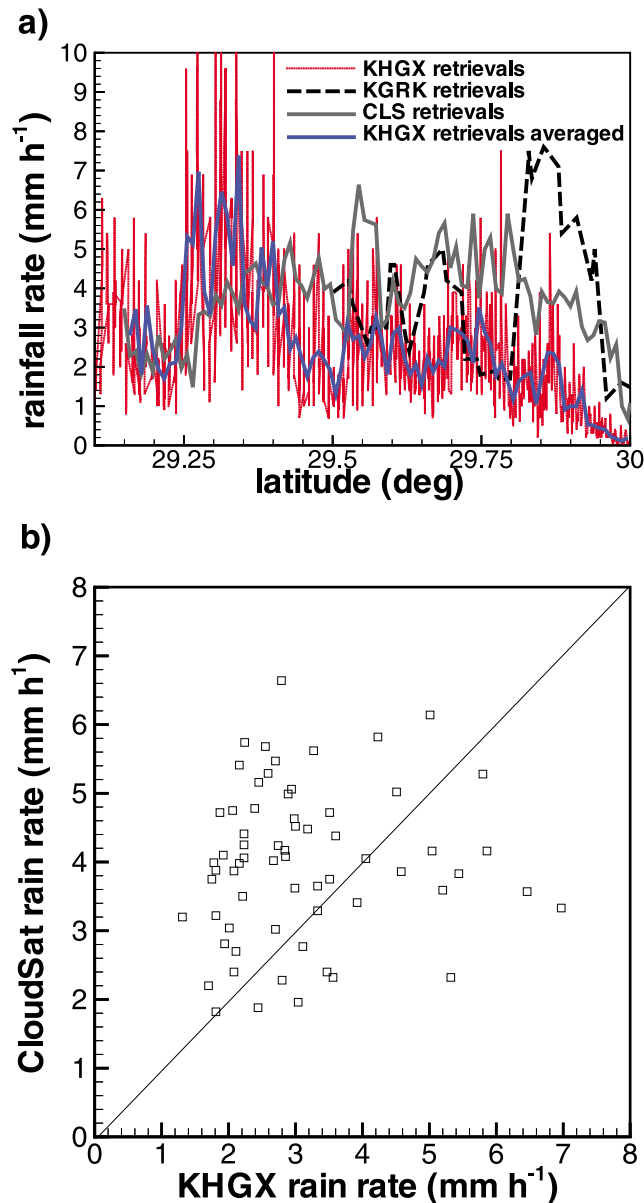 a)
10
9
8
7
6
5
4
3
2
1
0
rainfall rate (mm h⁻¹)
KHGX retrievals
KGRK retrievals
CLS retrievals
KHGX retrievals averaged
29.25 29.5 29.75 30
latitude (deg)
b)
8
7
6
5
4
3
2
1
0
CloudSat rain rate (mm h⁻¹)
0 1 2 3 4 5 6 7 8
KHGX rain rate (mm h⁻¹)